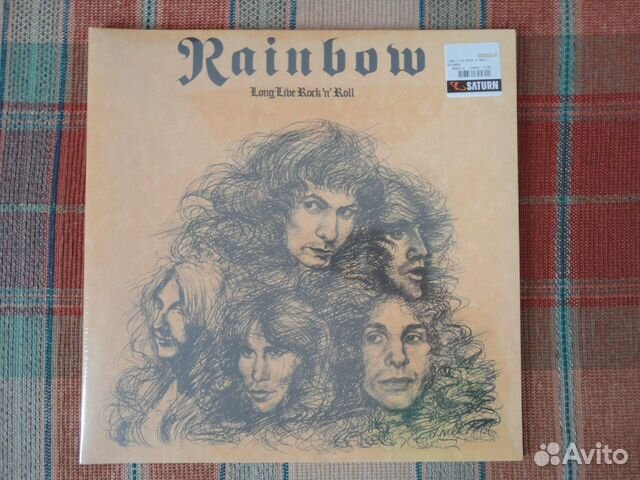 Rainbow
Long Live Rock 'n' Roll
SATURN
Avito